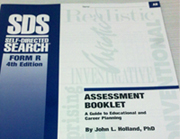 SDS
SELF-DIRECTED
SEARCH
FORM R
4th Edition
Realistic
INVESTIGATIVE
ASSESSMENT
BOOKLET
A Guide to Educational and
Career Planning
By John L. Holland, PhD